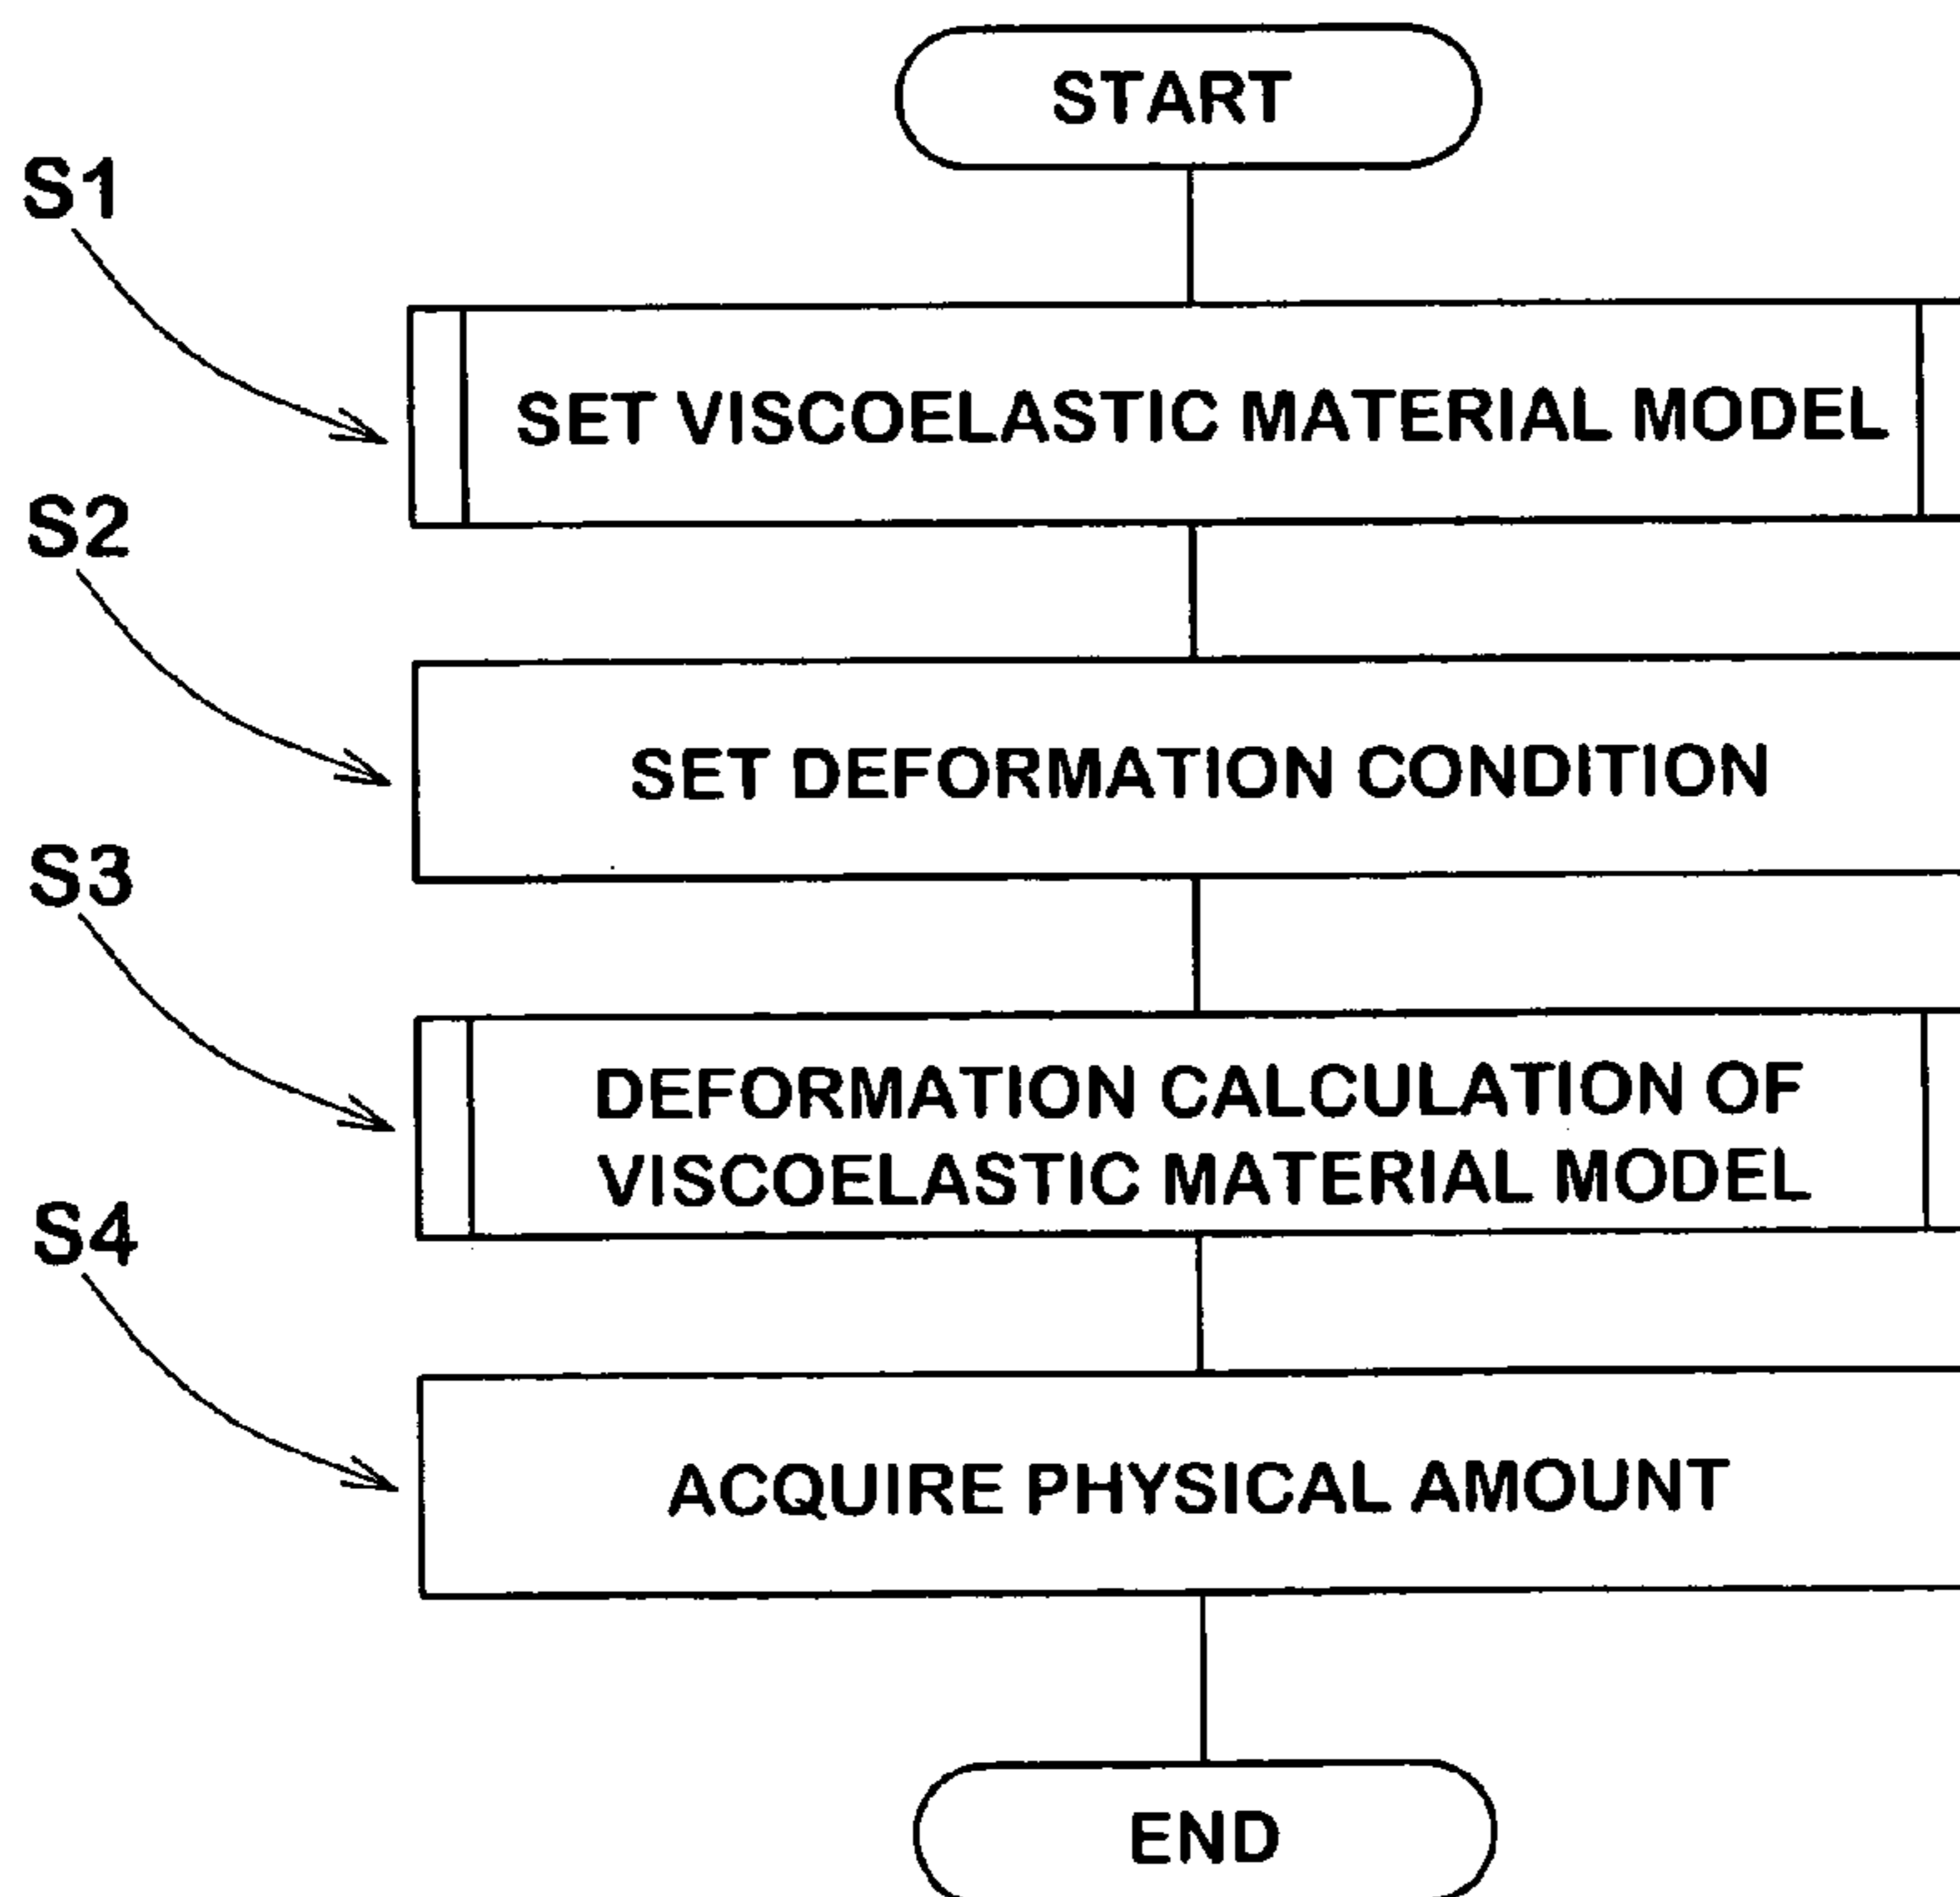 START
S1
SET VISCOELASTIC MATERIAL MODEL
S2
SET DEFORMATION CONDITION
S3
DEFORMATION CALCULATION OF
VISCOELASTIC MATERIAL MODEL
S4
ACQUIRE PHYSICAL AMOUNT
END